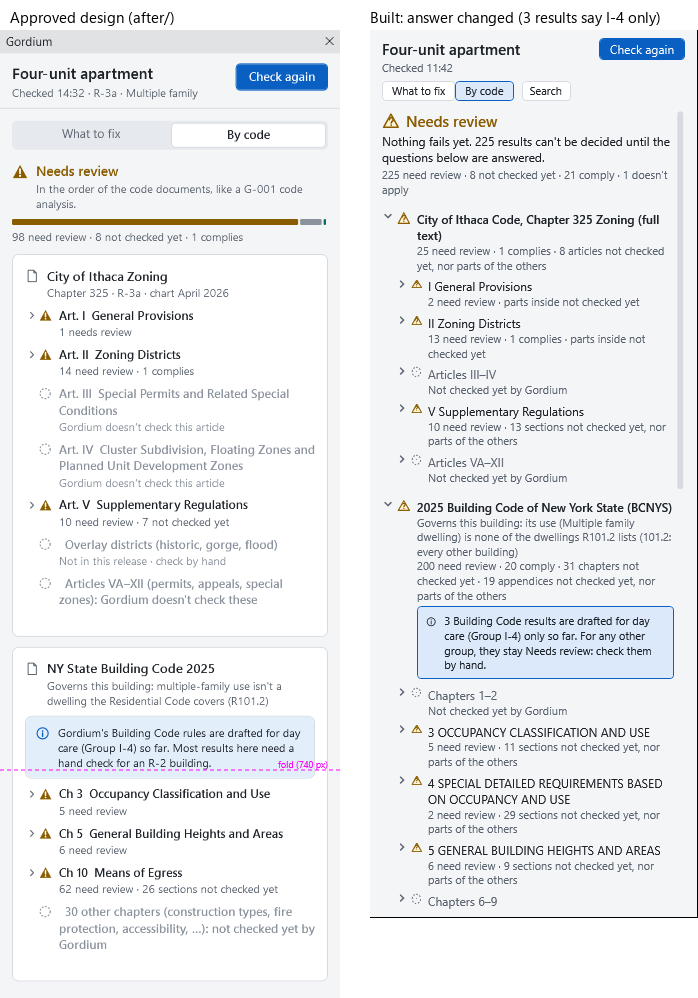 Approved design (after/)
Gordium
Four-unit apartment
Check again
Checked 14:32 · R-3a · Multiple family
What to fix
By code
Needs review
In the order of the code documents, like a G-001 code
analysis.
98 need review · 8 not checked yet · 1 complies
City of Ithaca Zoning
Chapter 325 · R-3a · chart April 2026
Art. I General Provisions
1 needs review
Art. II Zoning Districts
14 need review · 1 complies
Art. III Special Permits and Related Special
Conditions
Gordium doesn't check this article
Art. IV Cluster Subdivision, Floating Zones and
Planned Unit Development Zones
Gordium doesn't check this article
Art. V Supplementary Regulations
10 need review · 7 not checked yet
Overlay districts (historic, gorge, flood)
Not in this release · check by hand
Articles VA–XII (permits, appeals, special
zones): Gordium doesn't check these
NY State Building Code 2025
Governs this building: multiple-family use isn't a
dwelling the Residential Code covers (R101.2)
Gordium's Building Code rules are drafted for day
care (Group I-4) so far. Most results here need a
hand check for an R-2 building.
fold (740 px)
Ch 3 Occupancy Classification and Use
5 need review
Ch 5 General Building Heights and Areas
6 need review
Ch 10 Means of Egress
62 need review · 26 sections not checked yet
30 other chapters (construction types, fire
protection, accessibility, ...): not checked yet by
Gordium
Built: answer changed (3 results say I-4 only)
Four-unit apartment
Check again
Checked 11:42
What to fix
By code
Search
Needs review
Nothing fails yet. 225 results can't be decided until the
questions below are answered.
225 need review · 8 not checked yet · 21 comply · 1 doesn't
apply
City of Ithaca Code, Chapter 325 Zoning (full
text)
25 need review · 1 complies · 8 articles not checked
yet, nor parts of the others
I General Provisions
2 need review · parts inside not checked yet
II Zoning Districts
13 need review · 1 complies · parts inside not
checked yet
Articles III–IV
Not checked yet by Gordium
V Supplementary Regulations
10 need review · 13 sections not checked yet, nor
parts of the others
Articles VA–XII
Not checked yet by Gordium
2025 Building Code of New York State (BCNYS)
Governs this building: its use (Multiple family
dwelling) is none of the dwellings R101.2 lists (101.2:
every other building)
200 need review · 20 comply · 31 chapters not
checked yet · 19 appendices not checked yet, nor
parts of the others
3 Building Code results are drafted for day
care (Group I-4) only so far. For any other
group, they stay Needs review: check them
by hand.
Chapters 1–2
Not checked yet by Gordium
3 OCCUPANCY CLASSIFICATION AND USE
5 need review · 11 sections not checked yet, nor
parts of the others
4 SPECIAL DETAILED REQUIREMENTS BASED
ON OCCUPANCY AND USE
2 need review · 29 sections not checked yet, nor
parts of the others
5 GENERAL BUILDING HEIGHTS AND AREAS
6 need review · 9 sections not checked yet, nor
parts of the others
Chapters 6–9